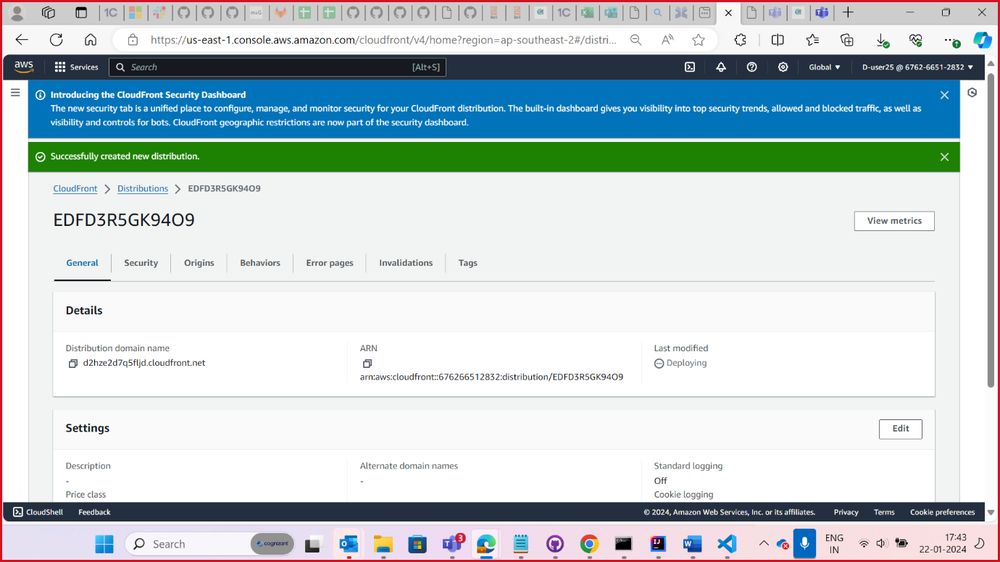 1C
m+G
1C
https://us-east-1.console.aws.amazon.com/cloudfront/v4/home?region=ap-southeast-2#/distri...
aws
Services
Search
[Alt+S]
Global ▼
D-user25 @ 6762-6651-2832 ▼
Introducing the CloudFront Security Dashboard
The new security tab is a unified place to configure, manage, and monitor security for your CloudFront distribution. The built-in dashboard gives you visibility into top security trends, allowed and blocked traffic, as well as
visibility and controls for bots. CloudFront geographic restrictions are now part of the security dashboard.
Successfully created new distribution.
CloudFront > Distributions > EDFD3R5GK94O9
EDFD3R5GK94O9
View metrics
General
Security
Origins
Behaviors
Error pages
Invalidations
Tags
Details
Distribution domain name
d2hze2d7q5fljd.cloudfront.net
ARN
arn:aws:cloudfront::676266512832:distribution/EDFD3R5GK94O9
Last modified
Deploying
Settings
Edit
Description
-
Price class
Alternate domain names
-
Standard logging
Off
Cookie logging
CloudShell
Feedback
© 2024, Amazon Web Services, Inc. or its affiliates.
Privacy
Terms
Cookie preferences
Search
cognizant
3
ENG
IN
17:43
22-01-2024